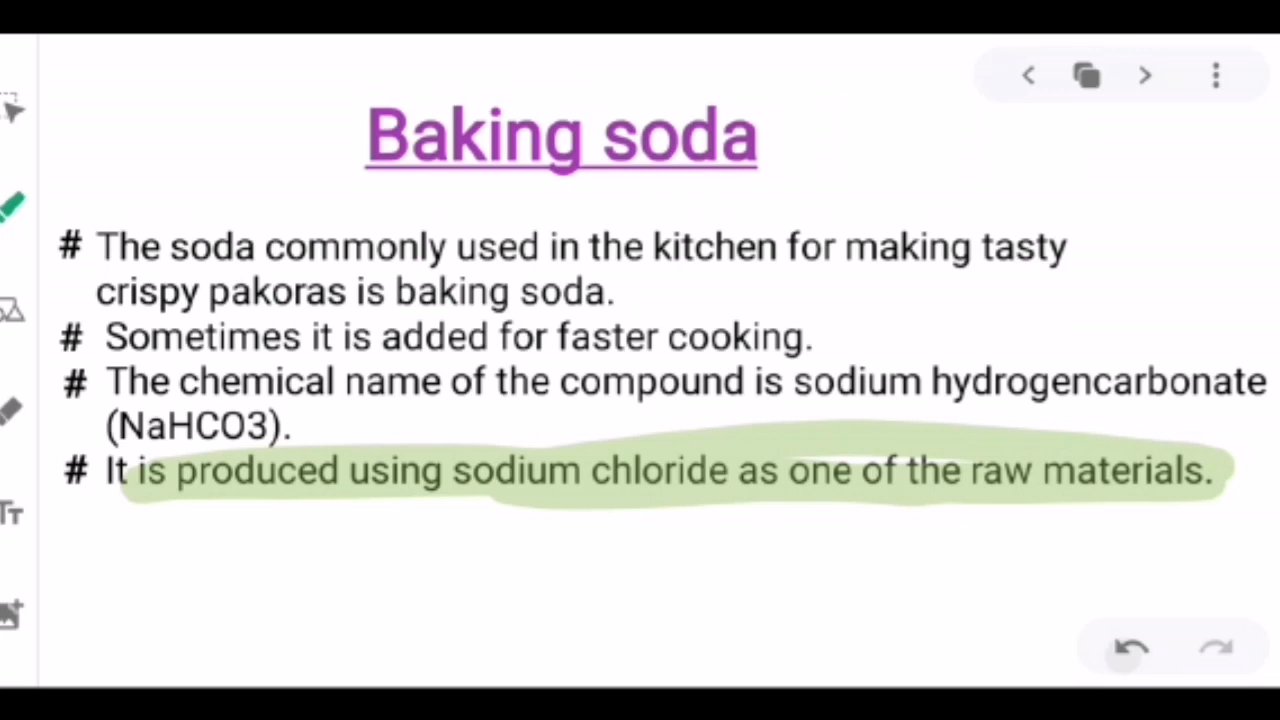 Baking soda
# The soda commonly used in the kitchen for making tasty
crispy pakoras is baking soda.
# Sometimes it is added for faster cooking.
# The chemical name of the compound is sodium hydrogencarbonate
(NaHCO3).
# It is produced using sodium chloride as one of the raw materials.
TT